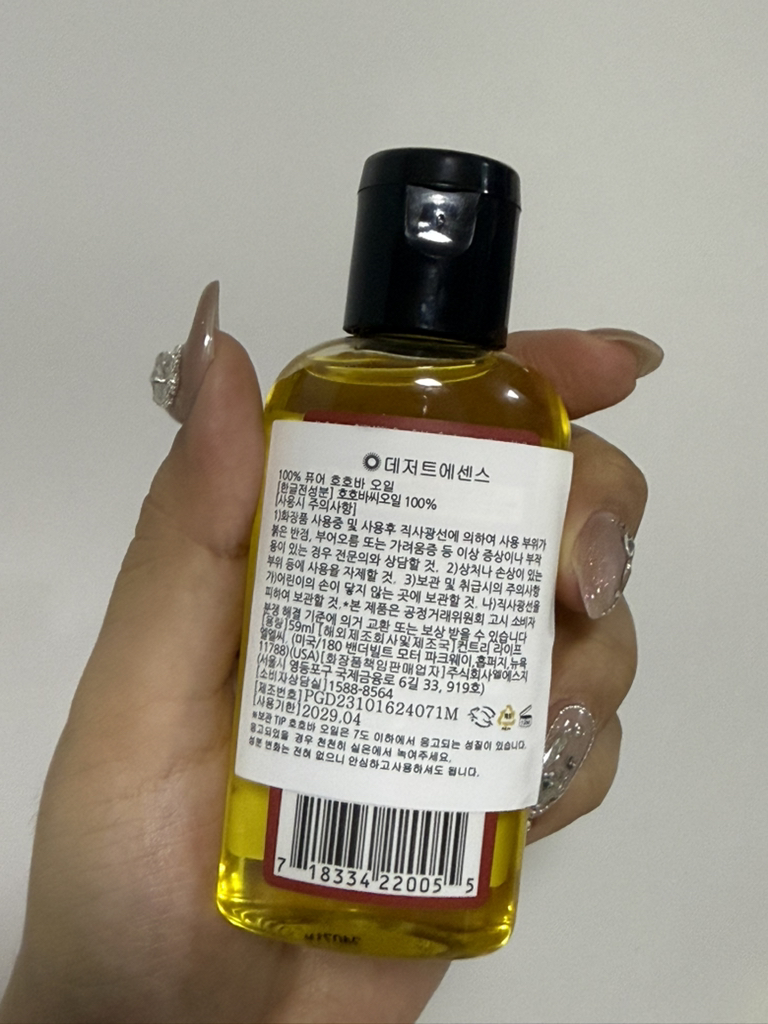 데저트에센스
100% 퓨어 호호바 오일
[한글전성분] 호호바씨오일 100%
[사용시 주의사항]
1)화장품 사용중 및 사용후 직사광선에 의하여 사용 부위가
붉은 반점, 부어오름 또는 가려움증 등 이상 증상이나 부작
용이 있는 경우 전문의와 상담할 것. 2)상처나 손상이 있는
부위 등에 사용을 자제할 것. 3)보관 및 취급시의 주의사항
가)어린이의 손이 닿지 않는 곳에 보관할 것. 나)직사광선을
피하여 보관할 것.*본 제품은 공정거래위원회 고시 소비자
분쟁 해결 기준에 의거 교환 또는 보상 받을 수 있습니다
[용량]59ml [해외제조회사및제조국]컨트리 라이프
엘엘씨. (미국/180 밴더빌트 모터 파크웨이,홉퍼지,뉴욕
11788)(USA)[화장품책임판매업자]주식회사엘에스지
(서울시 영등포구 국제금융로 6길 33, 919호)
[소비자상담실]1588-8564
[제조번호]PGD23101624071M
[사용기한]2029.04
*보관 TIP 호호바 오일은 7도 이하에서 응고되는 성질이 있습니다.
응고되었을 경우 천천히 실온에서 녹여주세요.
성분 변화는 전혀 없으니 안심하고사용하셔도 됩니다.
7 18334 22005 5